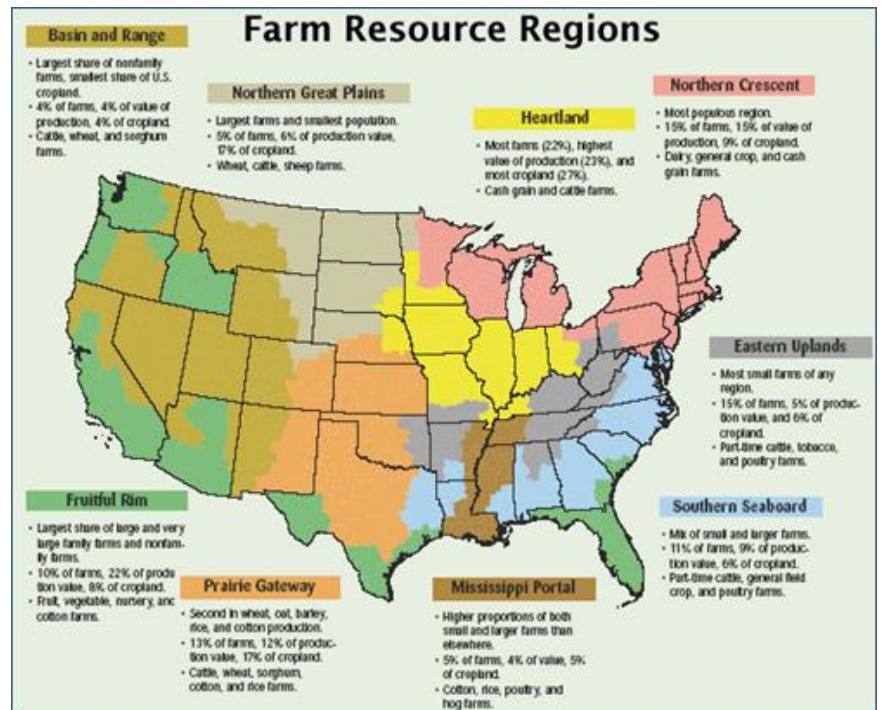 Farm Resource Regions
Basin and Range
• Largest share of nonfamily
farms, smallest share of U.S.
cropland.
• 4% of farms, 4% of value of
production, 4% of cropland.
• Cattle, wheat, and sorghum
farms.
Northern Great Plains
• Largest farms and smallest population.
• 5% of farms, 6% of production value,
17% of cropland.
• Wheat, cattle, sheep farms.
Heartland
• Most farms (22%), highest
value of production (23%), and
most cropland (27%).
• Cash grain and cattle farms.
Northern Crescent
• Most populous region.
• 15% of farms, 15% of value of
production, 9% of cropland.
• Dairy, general crop, and cash
grain farms.
Eastern Uplands
• Most small farms of any
region.
• 15% of farms, 5% of produc-
tion value, and 6% of
cropland.
• Part-time cattle, tobacco,
and poultry farms.
Fruitful Rim
• Largest share of large and very
large family farms and nonfam-
ily farms.
• 10% of farms, 22% of produ
tion value, 8% of cropland.
• Fruit, vegetable, nursery, and
cotton farms.
Prairie Gateway
• Second in wheat, oat, barley,
rice, and cotton production.
• 13% of farms, 12% of produc-
tion value, 17% of cropland.
• Cattle, wheat, sorghum,
cotton, and rice farms.
Mississippi Portal
• Higher proportions of both
small and larger farms than
elsewhere.
• 5% of farms, 4% of value, 5%
of cropland.
• Cotton, rice, poultry, and
hog farms.
Southern Seaboard
• Mix of small and larger farms.
• 11% of farms, 9% of produc-
tion value, 6% of cropland.
• Part-time cattle, general field
crop, and poultry farms.